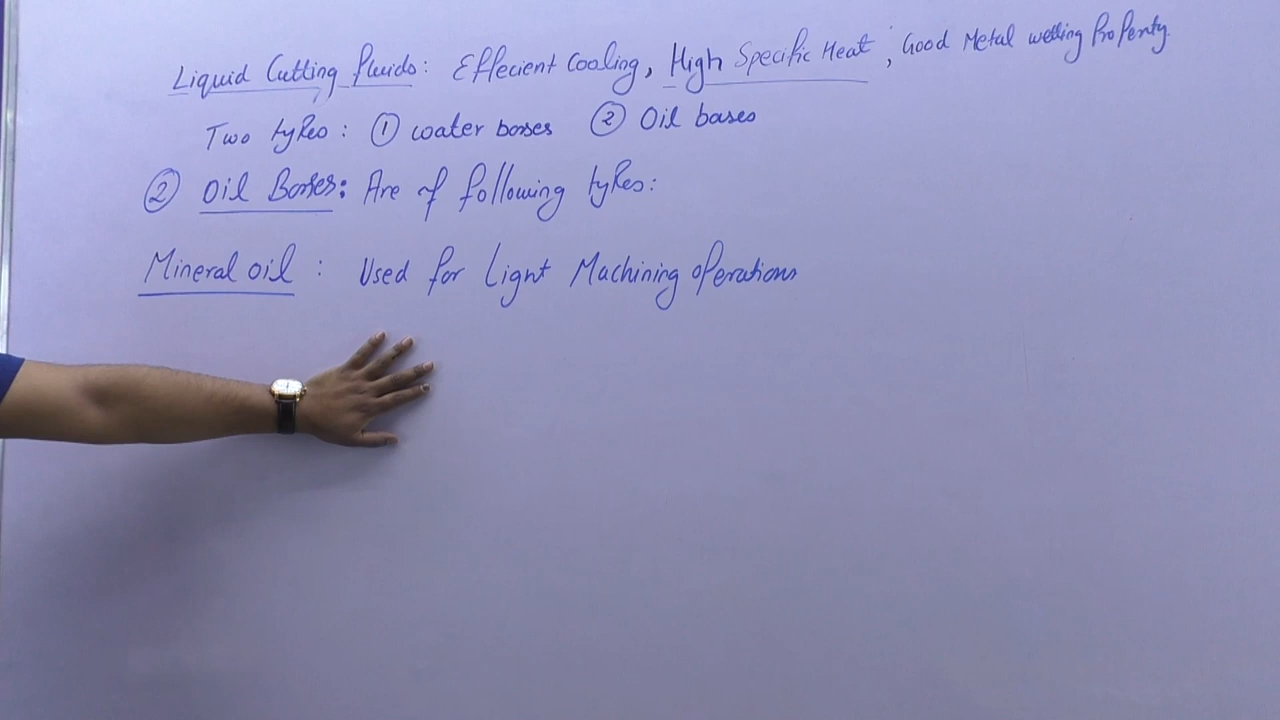 Liquid Cutting fluids: Effecient Cooling, High Specific Heat, Good Metal wetting Property.
Two types: ① water bases ② Oil bases
② Oil Bases: Are of following types:
Mineral oil: Used for Light Machining operations